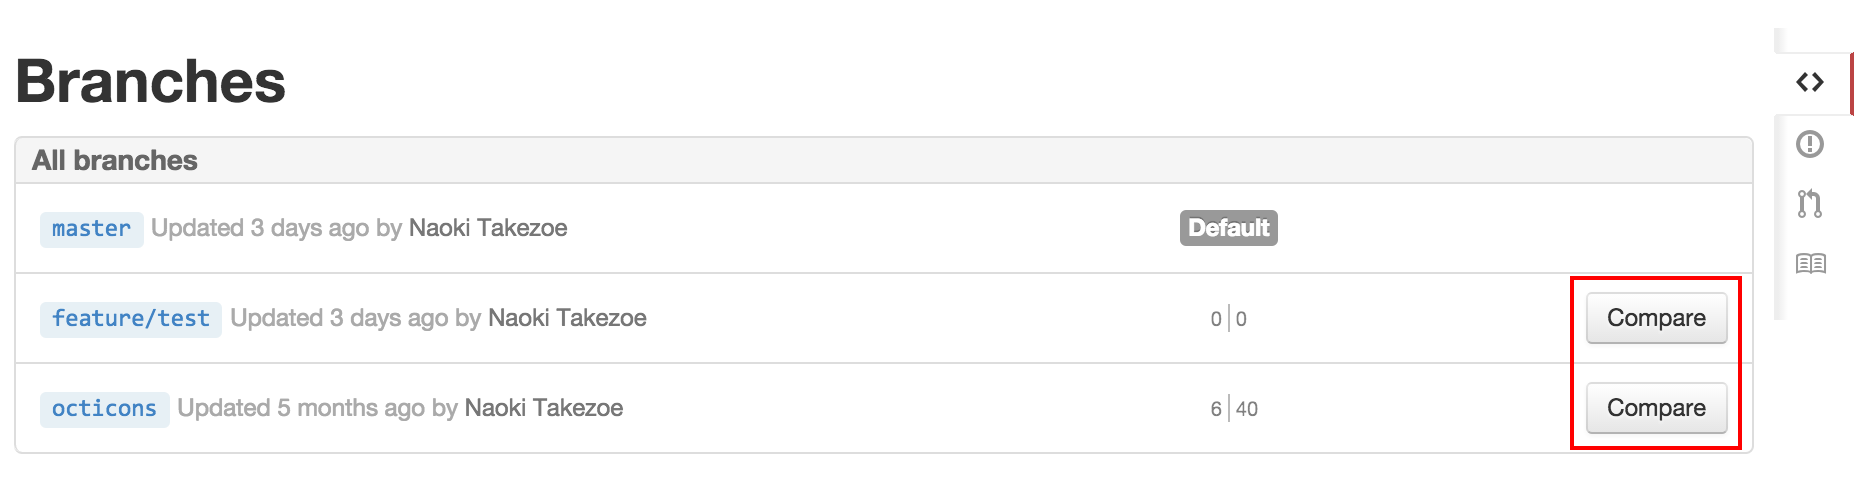 Branches
All branches
master Updated 3 days ago by Naoki Takezoe Default
feature/test Updated 3 days ago by Naoki Takezoe 0 | 0 Compare
octicons Updated 5 months ago by Naoki Takezoe 6 | 40 Compare